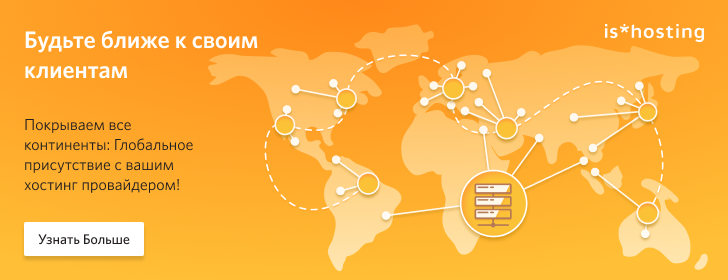 Будьте ближе к своим
клиентам
is*hosting
Покрываем все
континенты: Глобальное
присутствие с вашим
хостинг провайдером!
Узнать Больше